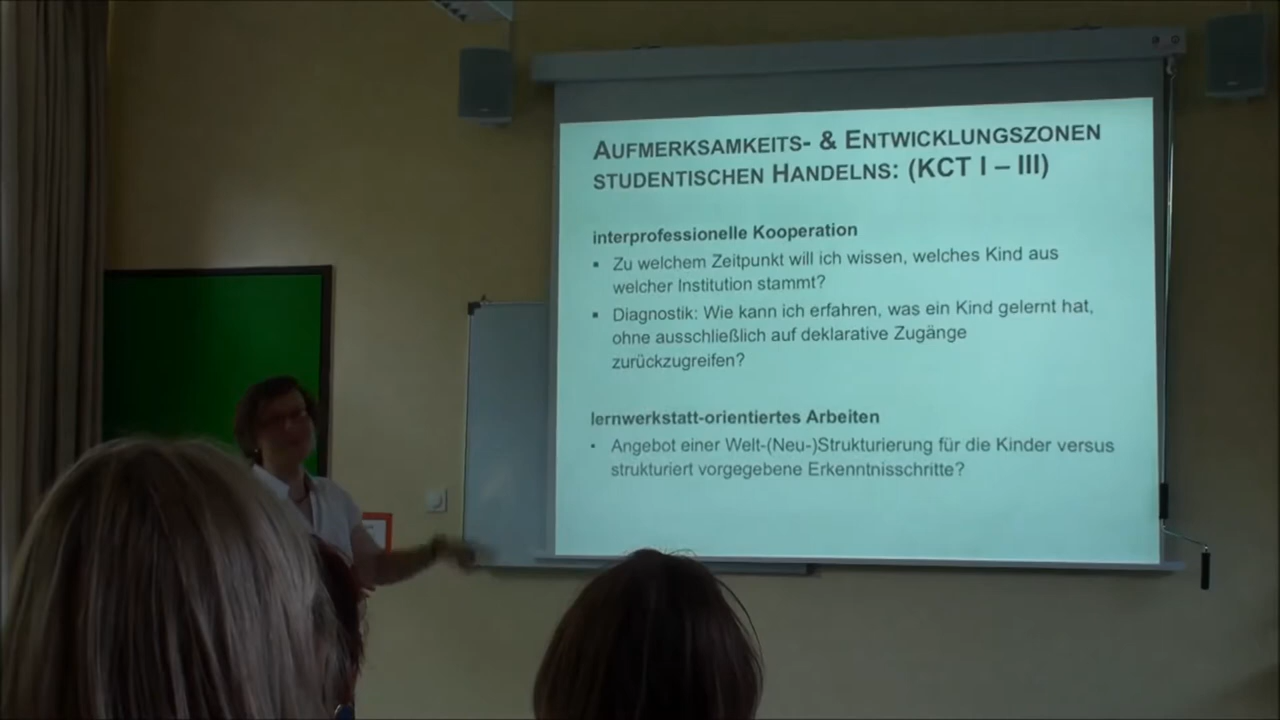 AUFMERKSAMKEITS- & ENTWICKLUNGSZONEN
STUDENTISCHEN HANDELNS: (KCT I – III)
interprofessionelle Kooperation
▪ Zu welchem Zeitpunkt will ich wissen, welches Kind aus
welcher Institution stammt?
▪ Diagnostik: Wie kann ich erfahren, was ein Kind gelernt hat,
ohne ausschließlich auf deklarative Zugänge
zurückzugreifen?
lernwerkstatt-orientiertes Arbeiten
▪ Angebot einer Welt-(Neu-)Strukturierung für die Kinder versus
strukturiert vorgegebene Erkenntnisschritte?